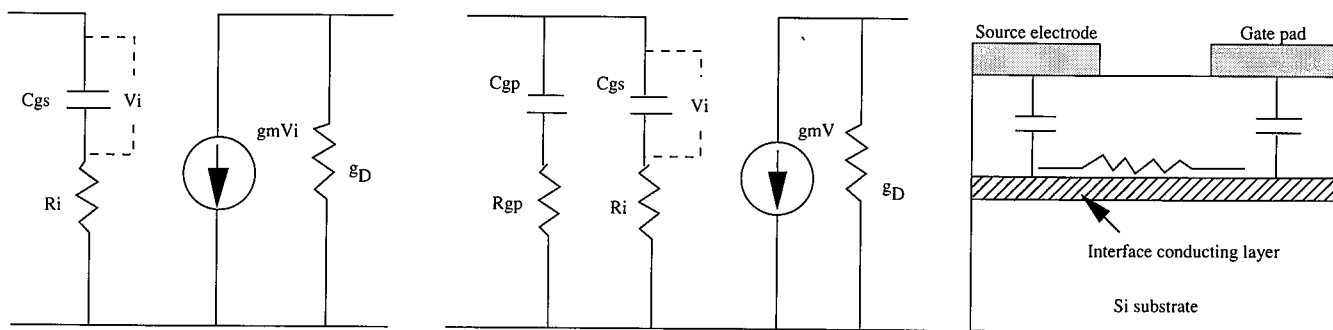 Cgs
Vi
Ri
gmVi
gD
Cgp
Rgp
Cgs
Vi
Ri
gmV
gD
Source electrode
Gate pad
Interface conducting layer
Si substrate